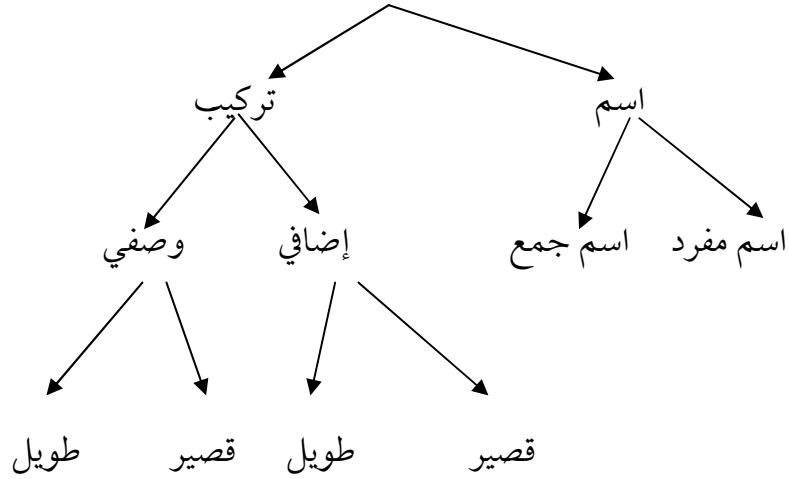 اسم تركيب
اسم مفرد اسم جمع إضافي وصفي
قصير طويل قصير طويل